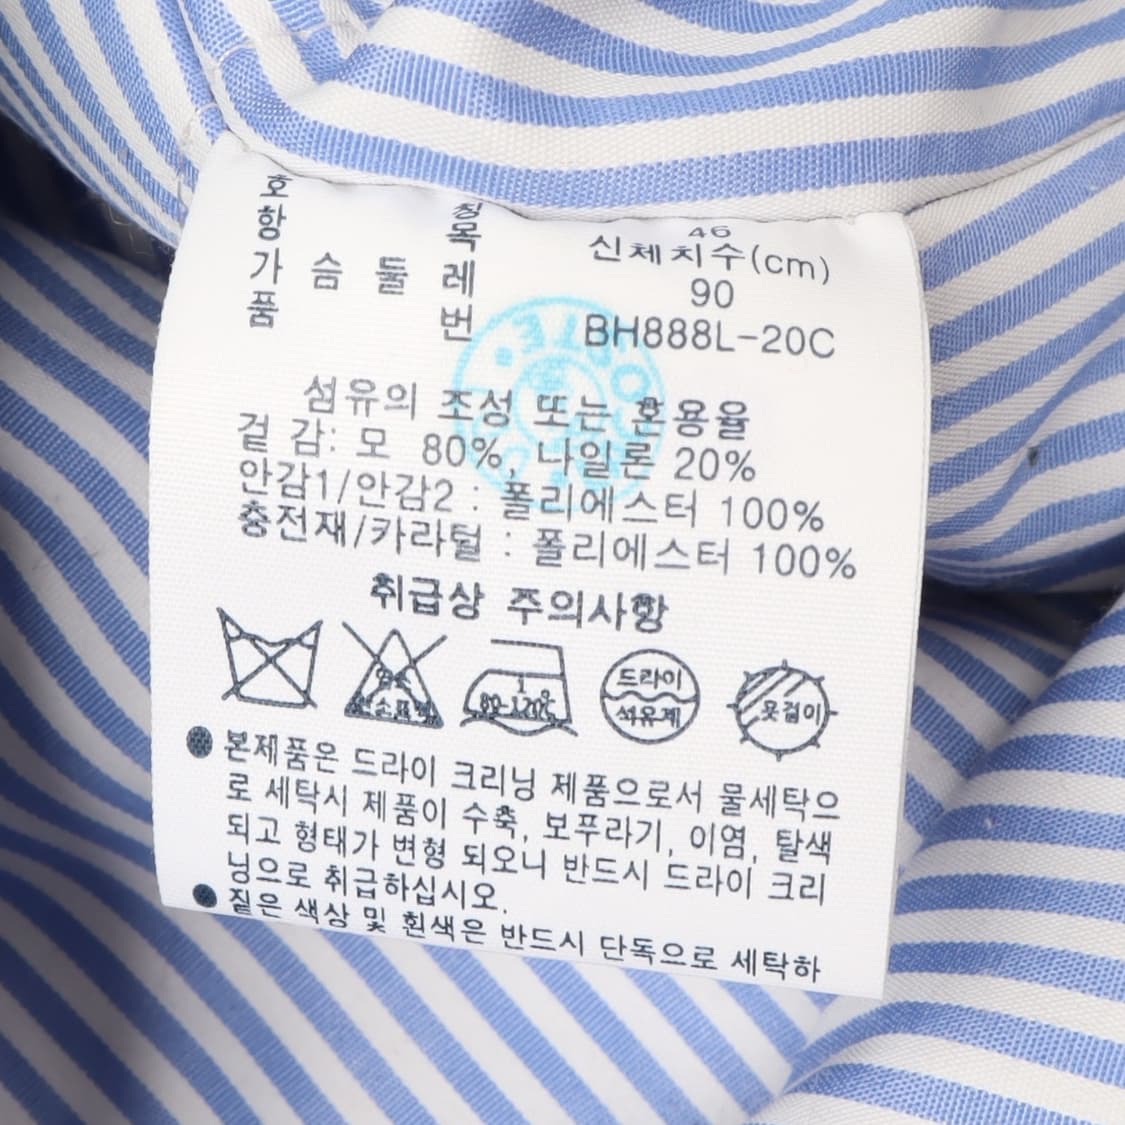 호칭 46
항목 신체치수(cm)
가슴둘레 90
품번 BH888L-20C
섬유의 조성 또는 혼용율
겉 감: 모 80%, 나일론 20%
안감1/안감2 : 폴리에스터 100%
충전재/카라털 : 폴리에스터 100%
취급상 주의사항
80-120℃
드라이
석유계
옷걸이
본제품은 드라이 크리닝 제품으로서 물세탁으
로 세탁시 제품이 수축, 보푸라기, 이염, 탈색
되고 형태가 변형 되오니 반드시 드라이 크리
닝으로 취급하십시오.
짙은 색상 및 흰색은 반드시 단독으로 세탁하